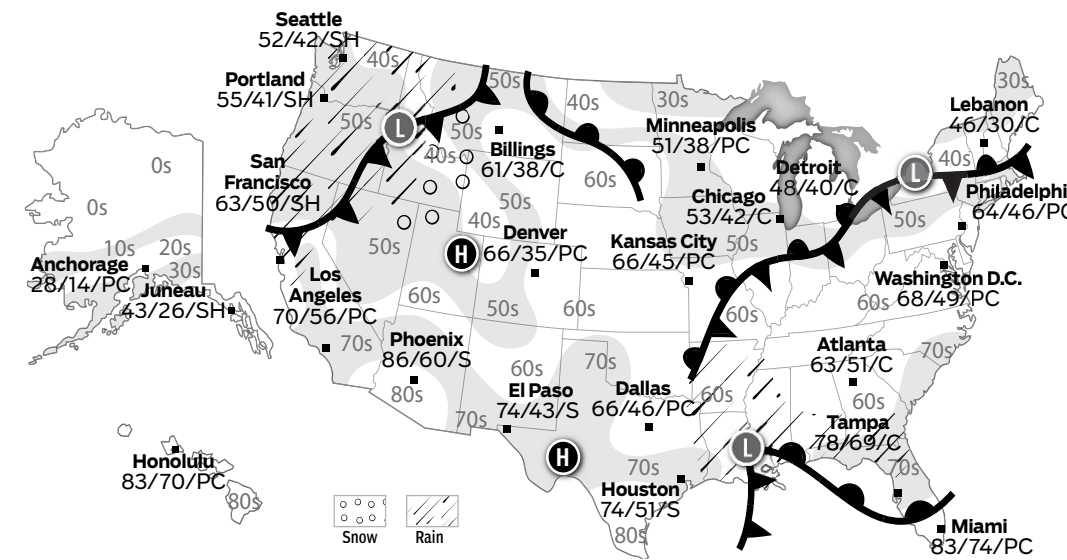 Seattle
52/42/SH
40s
50s
40s
30s
30s
Portland
55/41/SH
Lebanon
46/30/C
50s
L
50s
Minneapolis
51/38/PC
Billings
61/38/C
40s
40s
0s
San
Francisco
63/50/SH
Detroit
48/40/C
L
60s
Philadelphi
64/46/PC
Chicago
53/42/C
50s
0s
40s
50s
50s
10s
20s
H
Denver
66/35/PC
Kansas City
66/45/PC
50s
Anchorage
28/14/PC
30s
Los
Angeles
70/56/PC
Washington D.C.
68/49/PC
Juneau
43/26/SH
60s
50s
60s
60s
60s
70s
Phoenix
86/60/S
Atlanta
63/51/C
70s
60s
70s
80s
El Paso
74/43/S
Dallas
66/46/PC
60s
60s
70s
Tampa
78/69/C
H
L
Honolulu
83/70/PC
70s
70s
Houston
74/51/S
80s
80s
Miami
83/74/PC
Snow
Rain